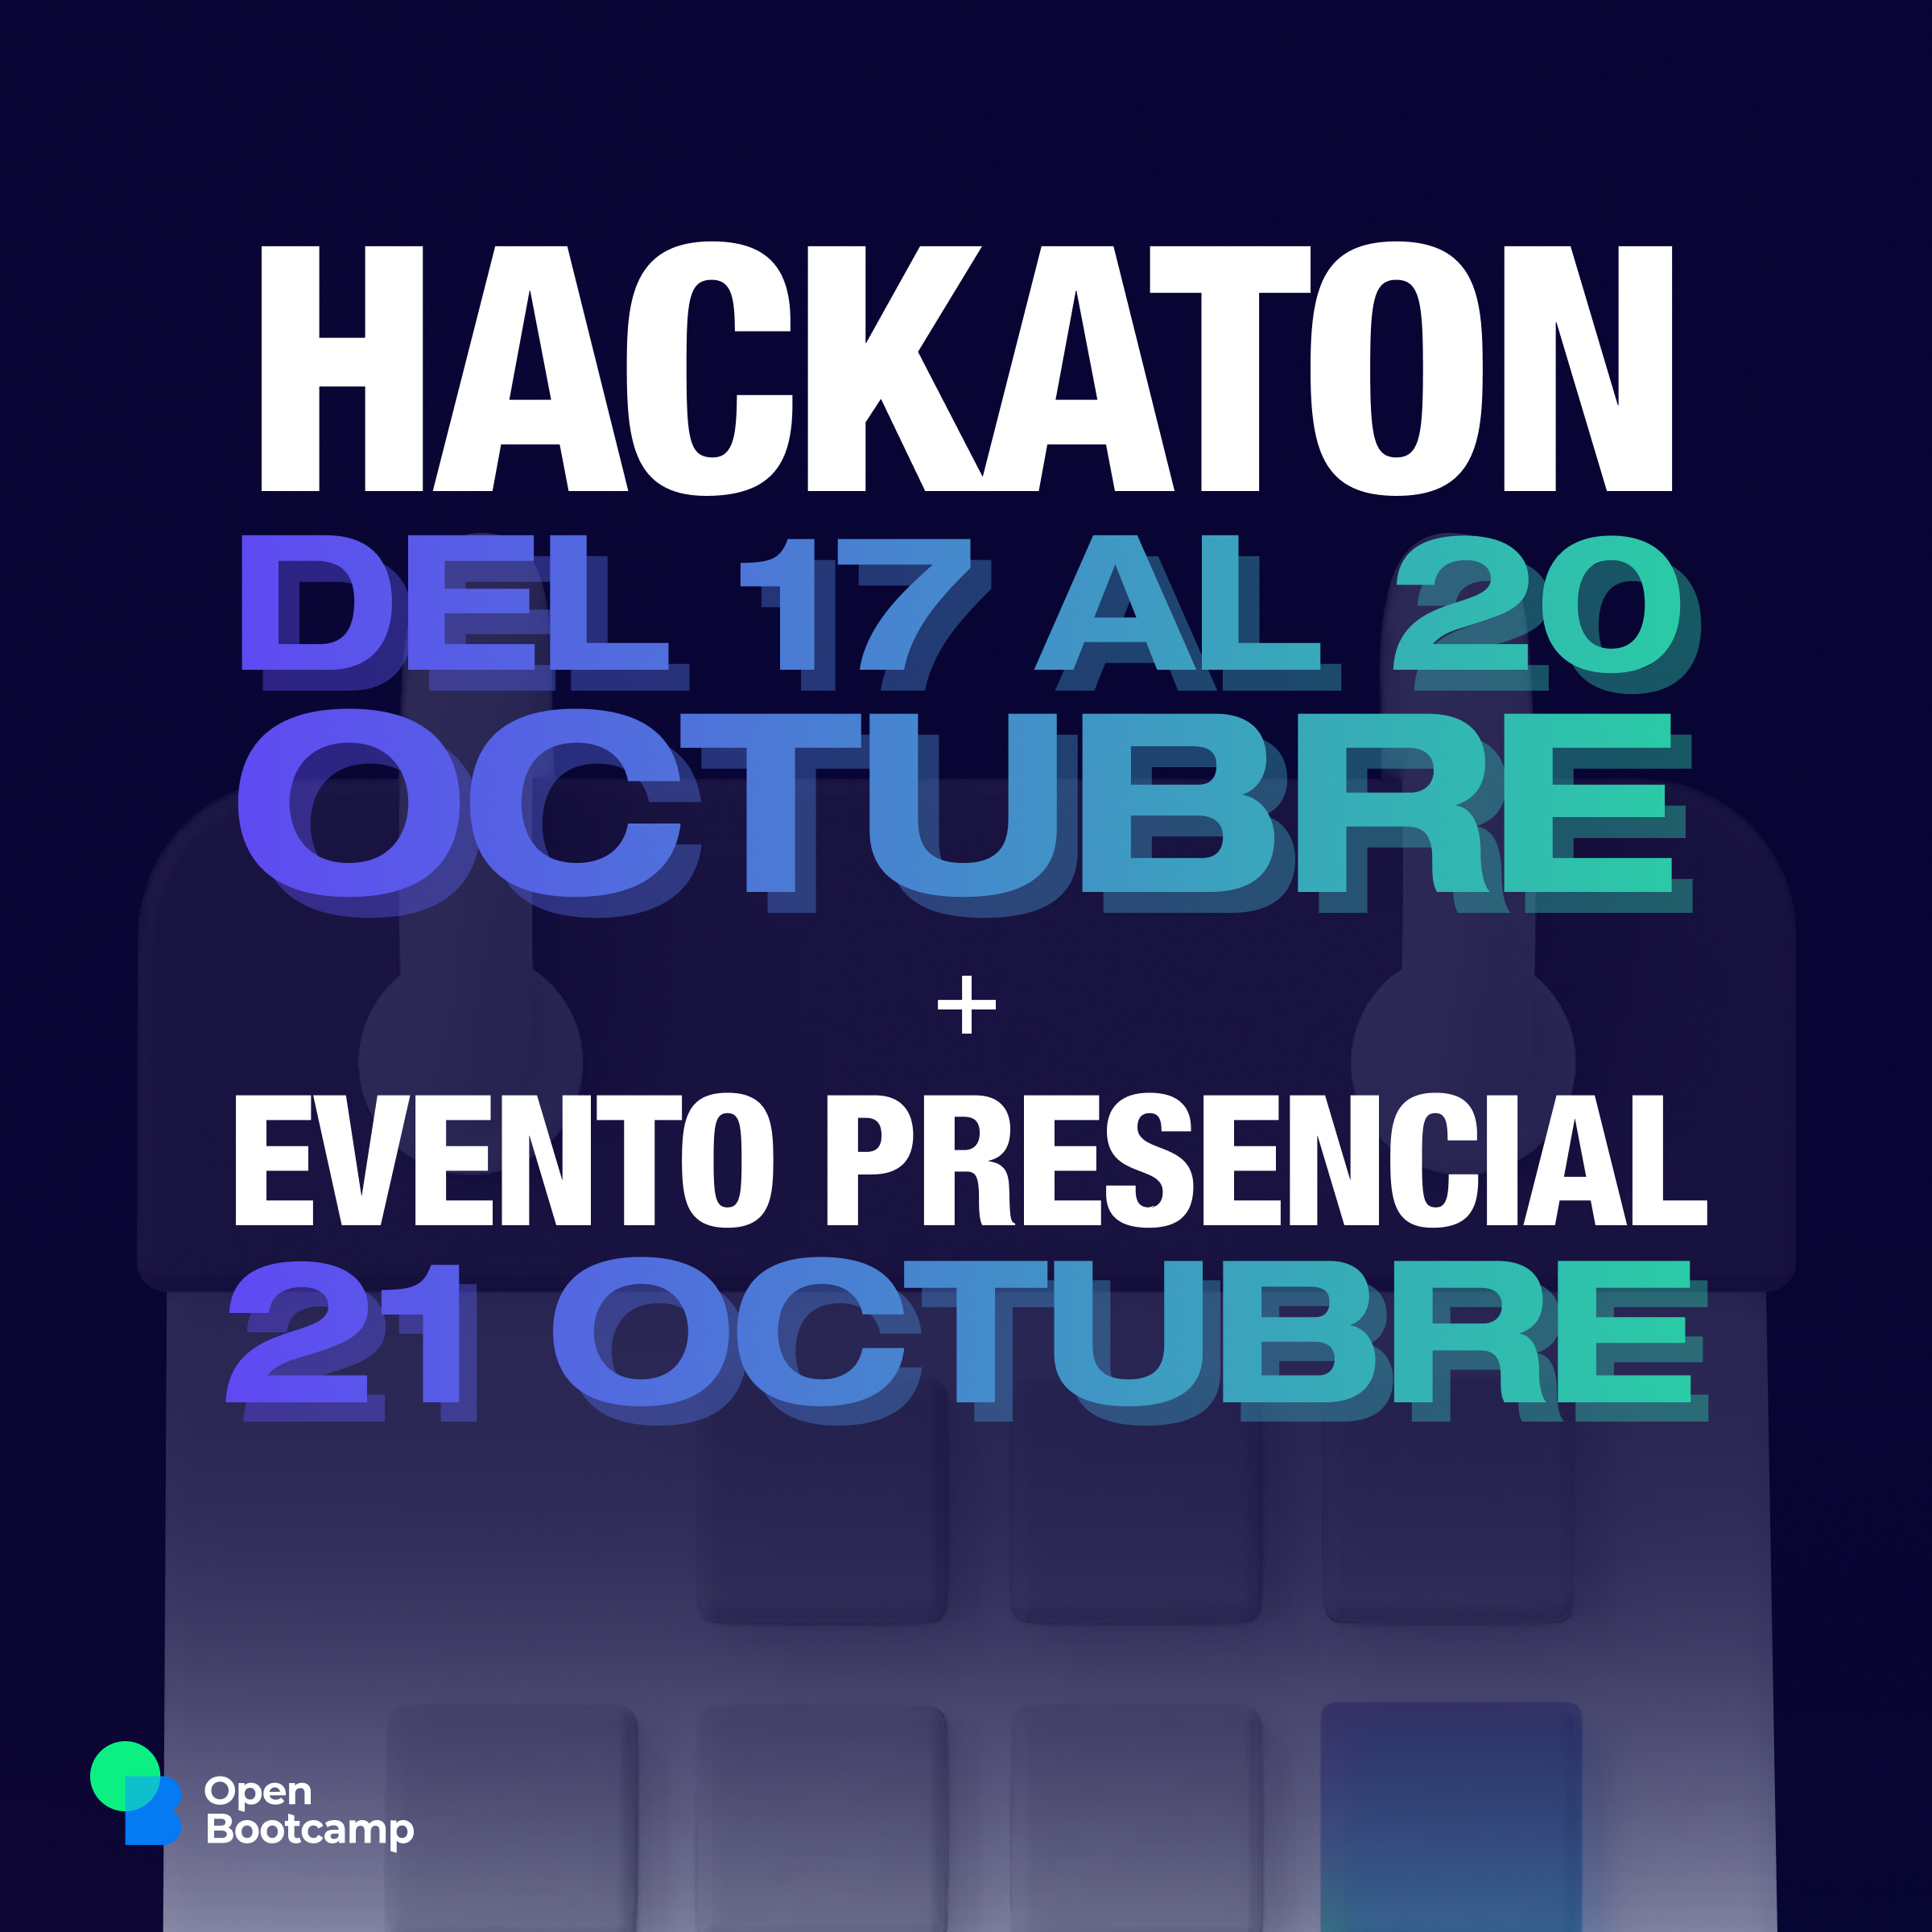 HACKATON
DEL 17 AL 20
OCTUBRE
+
EVENTO PRESENCIAL
21 OCTUBRE
Open
Bootcamp